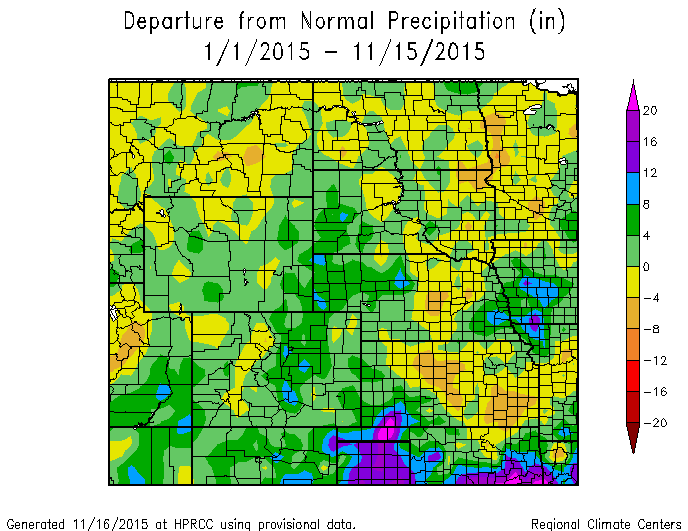 Departure from Normal Precipitation (in)
1/1/2015 – 11/15/2015
20
16
12
8
4
0
−4
−8
−12
−16
−20
Generated 11/16/2015 at HPRCC using provisional data.
Regional Climate Centers